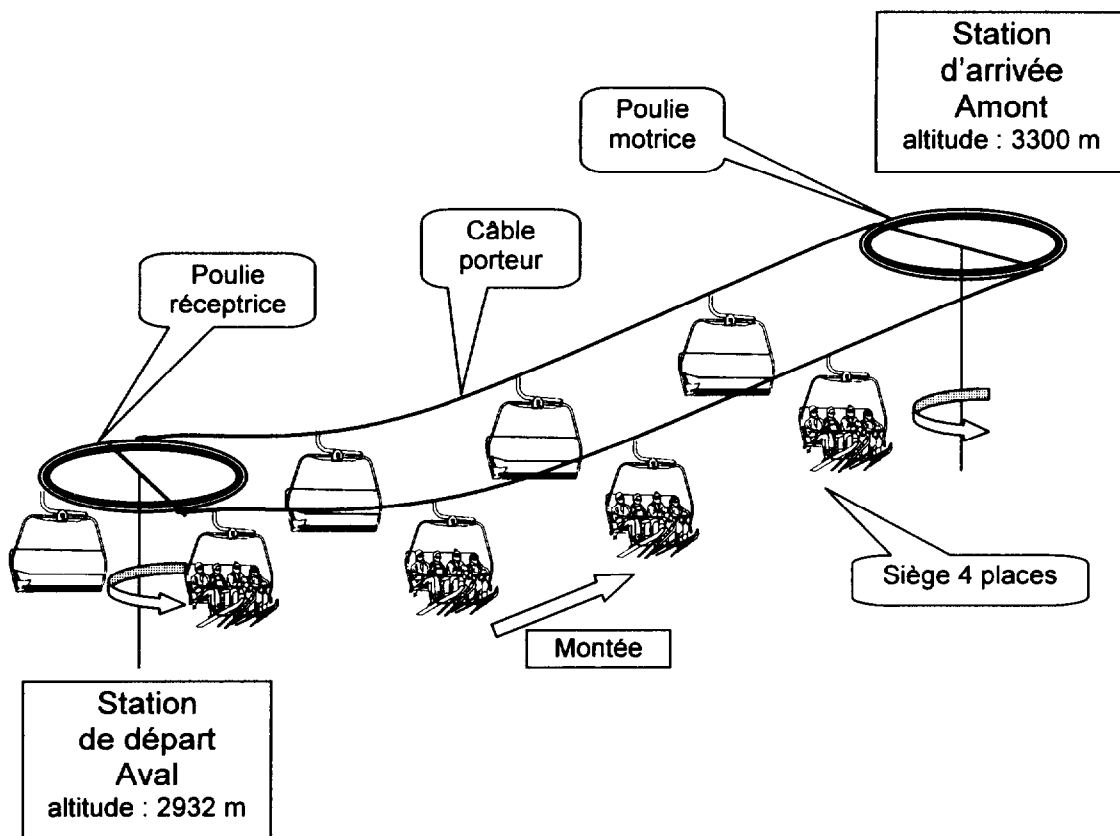 Station
d'arrivée
Amont
altitude : 3300 m
Poulie
motrice
Câble
porteur
Poulie
réceptrice
Siège 4 places
Montée
Station
de départ
Aval
altitude : 2932 m